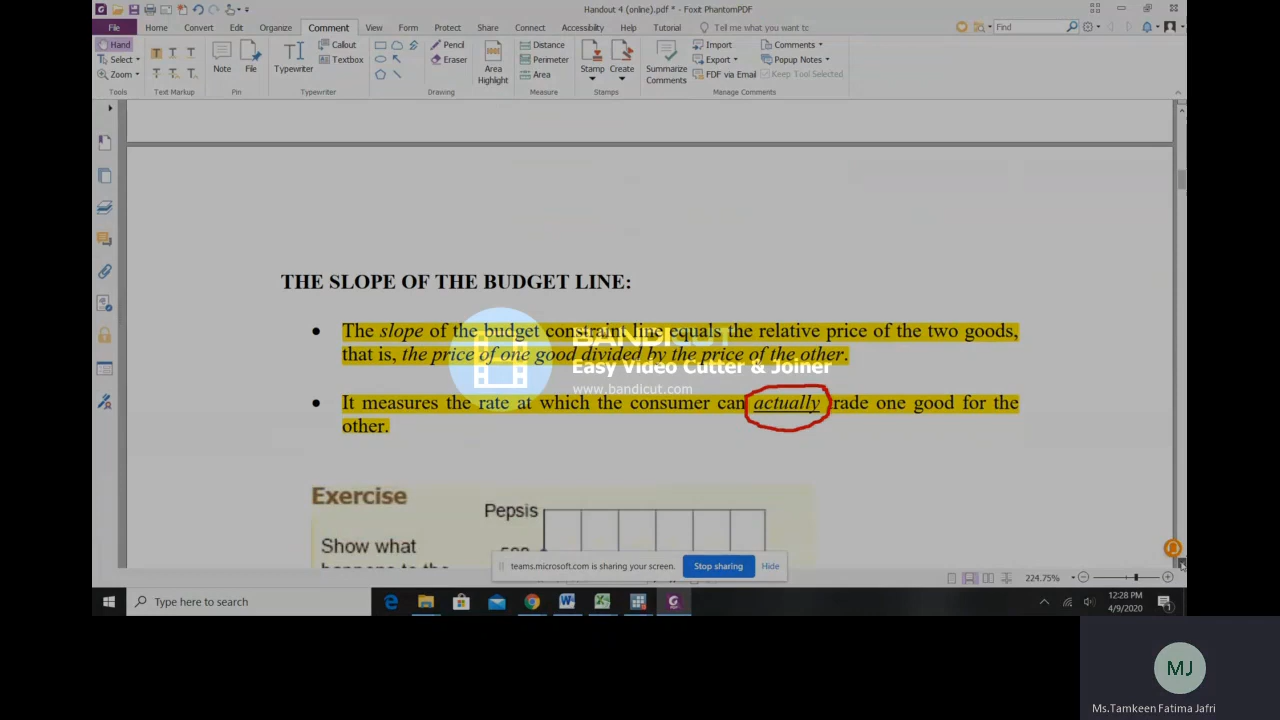 Handout 4 (online).pdf * - Foxit PhantomPDF
File Home Convert Edit Organize Comment View Form Protect Share Connect Accessibility Help Tutorial Tell me what you want to do... Find
Hand
Select
Zoom
Tools
T T T
T T T
Text Markup
Note
File
Pin
Typewriter
Callout
Textbox
Typewriter
Pencil
Eraser
Area Highlight
Drawing
Distance
Perimeter
Area
Measure
Stamp
Create
Stamps
Summarize Comments
Import
Export
FDF via Email
Comments
Popup Notes
Keep Tool Selected
Manage Comments
THE SLOPE OF THE BUDGET LINE:
• The slope of the budget constraint line equals the relative price of the two goods,
that is, the price of one good divided by the price of the other.
BANDICUT
Easy Video Cutter & Joiner
www.bandicut.com
• It measures the rate at which the consumer can actually rade one good for the
other.
Exercise
Pepsis
Show what
teams.microsoft.com is sharing your screen. Stop sharing Hide
224.75%
Type here to search
12:28 PM
4/9/2020
1
MJ
Ms.Tamkeen Fatima Jafri